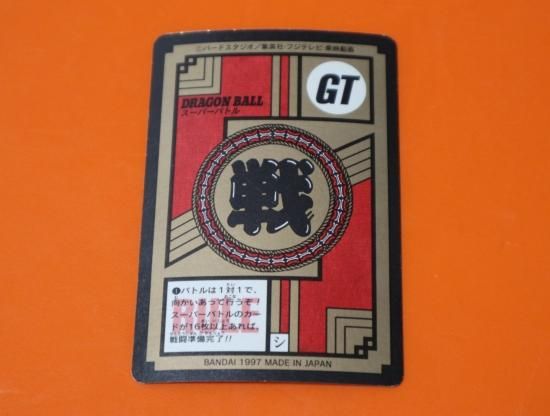 ©バードスタジオ／集英社 フジテレビ 東映動画
GT
DRAGON BALL
スーパーバトル
戦
❶バトルは1対1で、
向かいあって行うぞ！
スーパーバトルのカー
ドが16枚以上あれば、
戦闘準備完了!!
RULE
シ
BANDAI 1997 MADE IN JAPAN